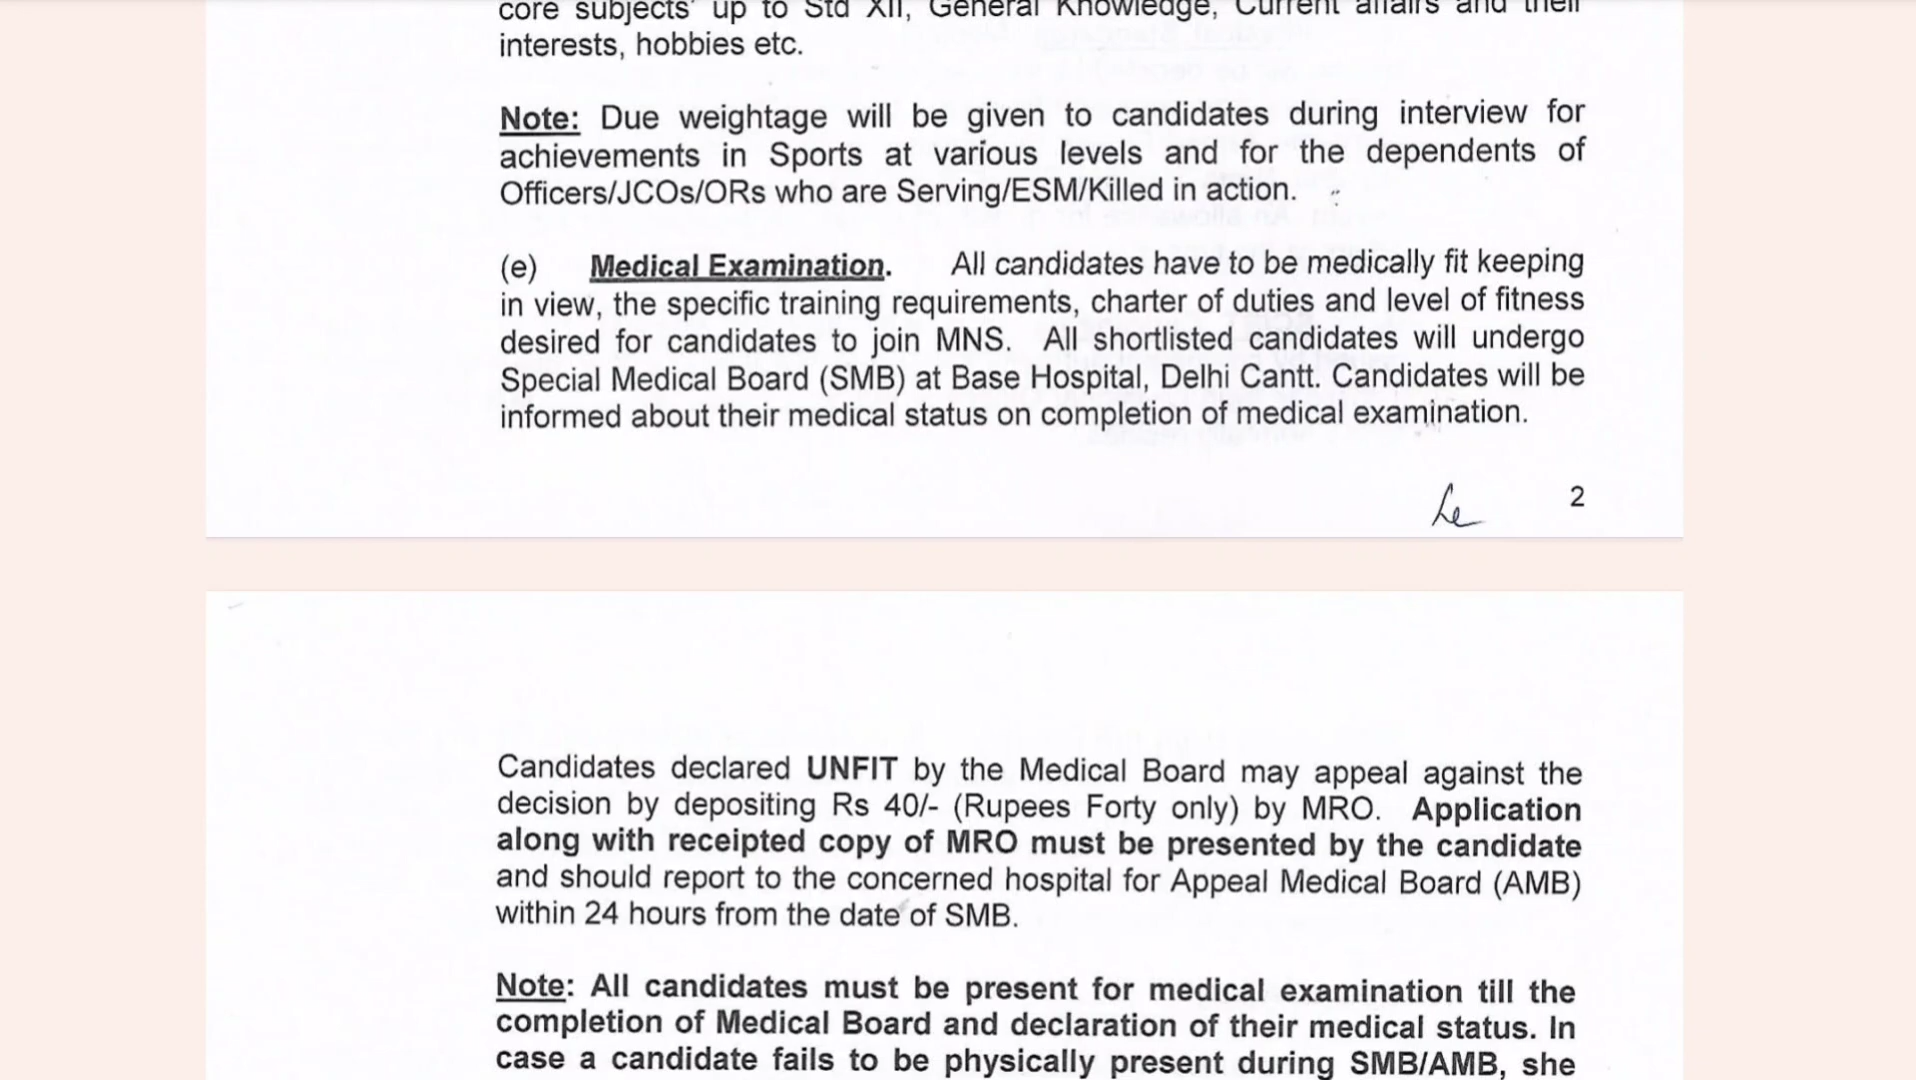 core subjects' up to Std XII, General Knowledge, Current affairs and their
interests, hobbies etc.
Note: Due weightage will be given to candidates during interview for
achievements in Sports at various levels and for the dependents of
Officers/JCOs/ORs who are Serving/ESM/Killed in action.
(e) Medical Examination. All candidates have to be medically fit keeping
in view, the specific training requirements, charter of duties and level of fitness
desired for candidates to join MNS. All shortlisted candidates will undergo
Special Medical Board (SMB) at Base Hospital, Delhi Cantt. Candidates will be
informed about their medical status on completion of medical examination.
2
Candidates declared UNFIT by the Medical Board may appeal against the
decision by depositing Rs 40/- (Rupees Forty only) by MRO. Application
along with receipted copy of MRO must be presented by the candidate
and should report to the concerned hospital for Appeal Medical Board (AMB)
within 24 hours from the date of SMB.
Note: All candidates must be present for medical examination till the
completion of Medical Board and declaration of their medical status. In
case a candidate fails to be physically present during SMB/AMB, she